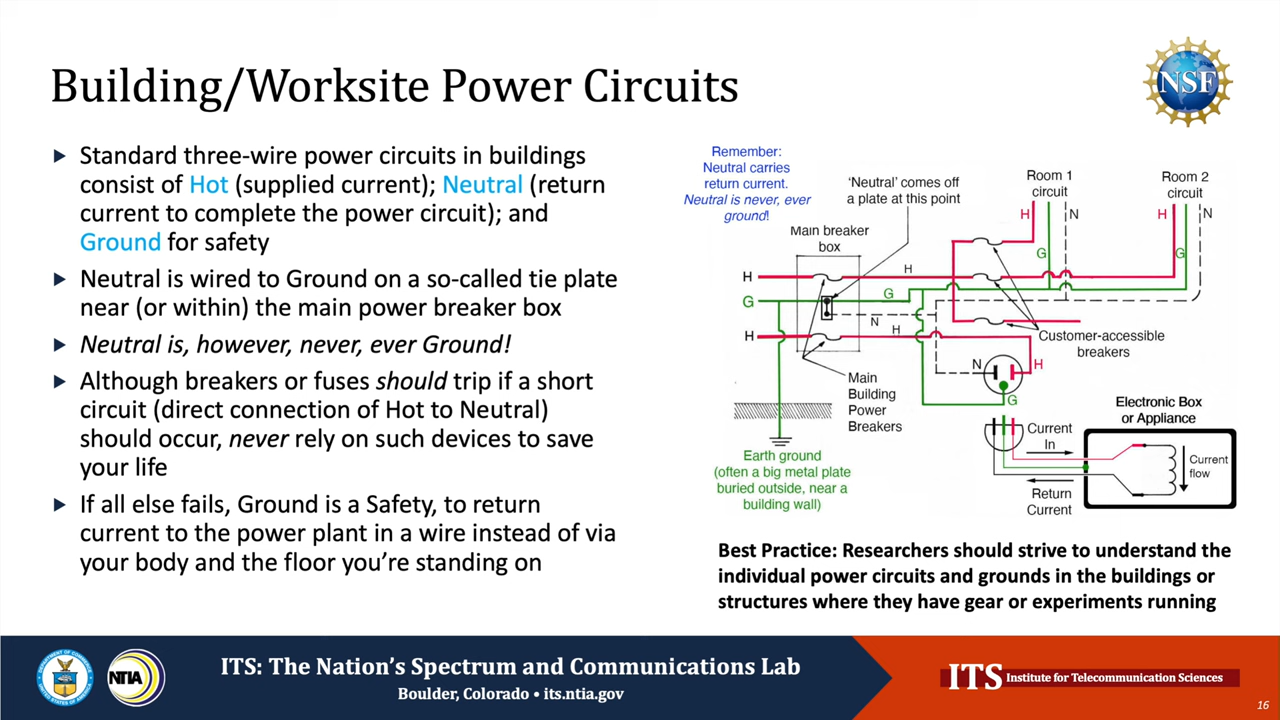 Building/Worksite Power Circuits
NSF
Standard three-wire power circuits in buildings
consist of Hot (supplied current); Neutral (return
current to complete the power circuit); and
Ground for safety
Neutral is wired to Ground on a so-called tie plate
near (or within) the main power breaker box
Neutral is, however, never, ever Ground!
Although breakers or fuses should trip if a short
circuit (direct connection of Hot to Neutral)
should occur, never rely on such devices to save
your life
If all else fails, Ground is a Safety, to return
current to the power plant in a wire instead of via
your body and the floor you're standing on
Remember:
Neutral carries
return current.
Neutral is never, ever
ground!
'Neutral' comes off
a plate at this point
Main breaker
box
Room 1
circuit
Room 2
circuit
H
N
H
N
G
G
H
H
G
G
N
H
H
Customer-accessible
breakers
N
H
G
Main
Building
Power
Breakers
Earth ground
(often a big metal plate
buried outside, near a
building wall)
Electronic Box
or Appliance
Current
In
Current
flow
Return
Current
Best Practice: Researchers should strive to understand the
individual power circuits and grounds in the buildings or
structures where they have gear or experiments running
NTIA
ITS: The Nation's Spectrum and Communications Lab
Boulder, Colorado • its.ntia.gov
ITS Institute for Telecommunication Sciences
16